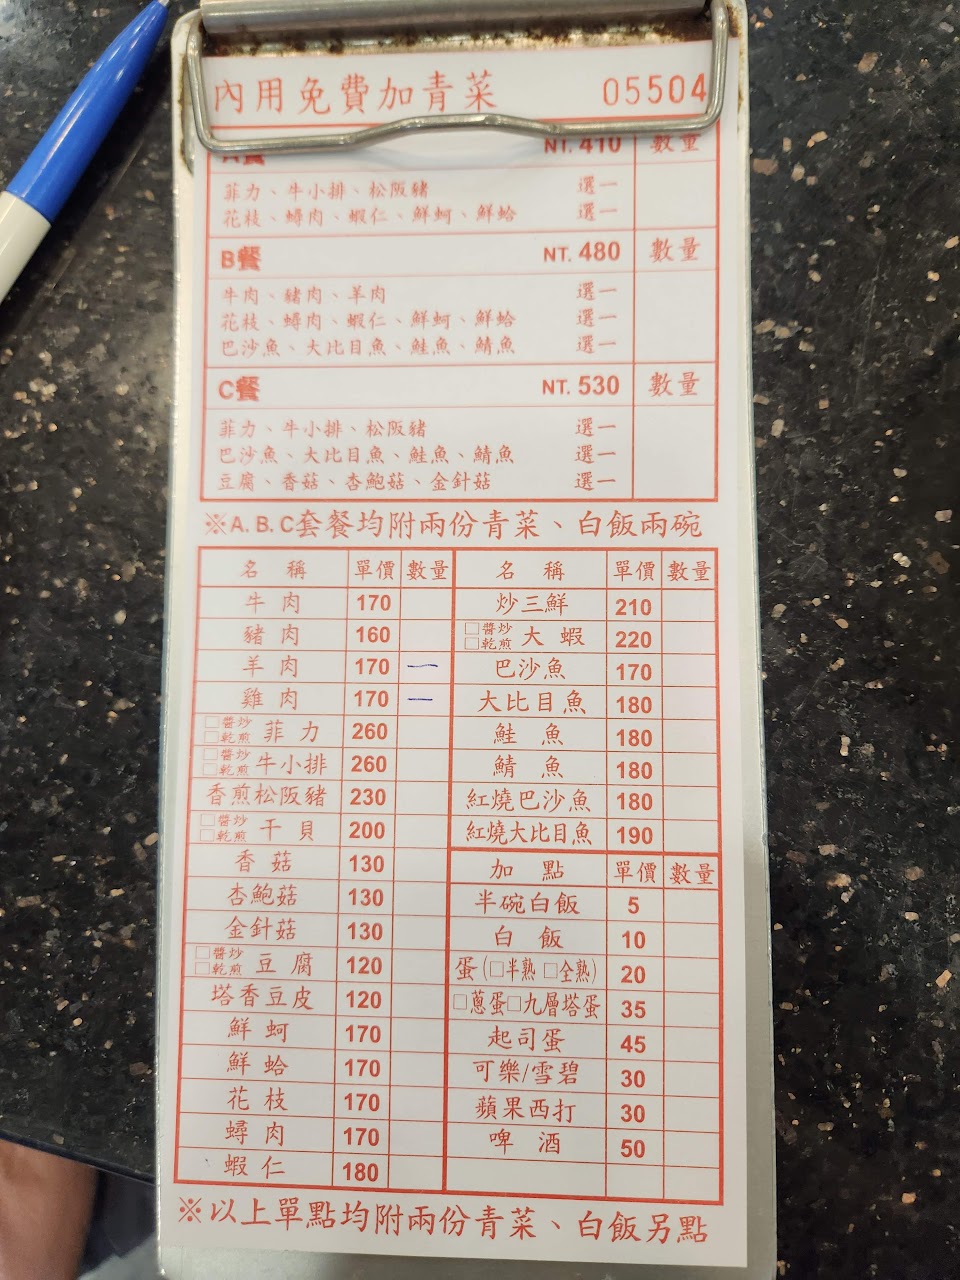 內用免費加青菜 05504
A餐 NT. 410 數量
菲力、牛小排、松阪豬 選一
花枝、蟳肉、蝦仁、鮮蚵、鮮蛤 選一
B餐 NT. 480 數量
牛肉、豬肉、羊肉 選一
花枝、蟳肉、蝦仁、鮮蚵、鮮蛤 選一
巴沙魚、大比目魚、鮭魚、鯖魚 選一
C餐 NT. 530 數量
菲力、牛小排、松阪豬 選一
巴沙魚、大比目魚、鮭魚、鯖魚 選一
豆腐、香菇、杏鮑菇、金針菇 選一
※A. B. C套餐均附兩份青菜、白飯兩碗
名稱 單價 數量
牛肉 170
豬肉 160
羊肉 170 一
雞肉 170 一
□醬炒 □乾煎 菲力 260
□醬炒 □乾煎 牛小排 260
香煎松阪豬 230
□醬炒 □乾煎 干貝 200
香菇 130
杏鮑菇 130
金針菇 130
□醬炒 □乾煎 豆腐 120
塔香豆皮 120
鮮蚵 170
鮮蛤 170
花枝 170
蟳肉 170
蝦仁 180
名稱 單價 數量
炒三鮮 210
□醬炒 □乾煎 大蝦 220
巴沙魚 170
大比目魚 180
鮭魚 180
鯖魚 180
紅燒巴沙魚 180
紅燒大比目魚 190
加點 單價 數量
半碗白飯 5
白飯 10
蛋(□半熟 □全熟) 20
□蔥蛋□九層塔蛋 35
起司蛋 45
可樂/雪碧 30
蘋果西打 30
啤酒 50
※以上單點均附兩份青菜、白飯另點